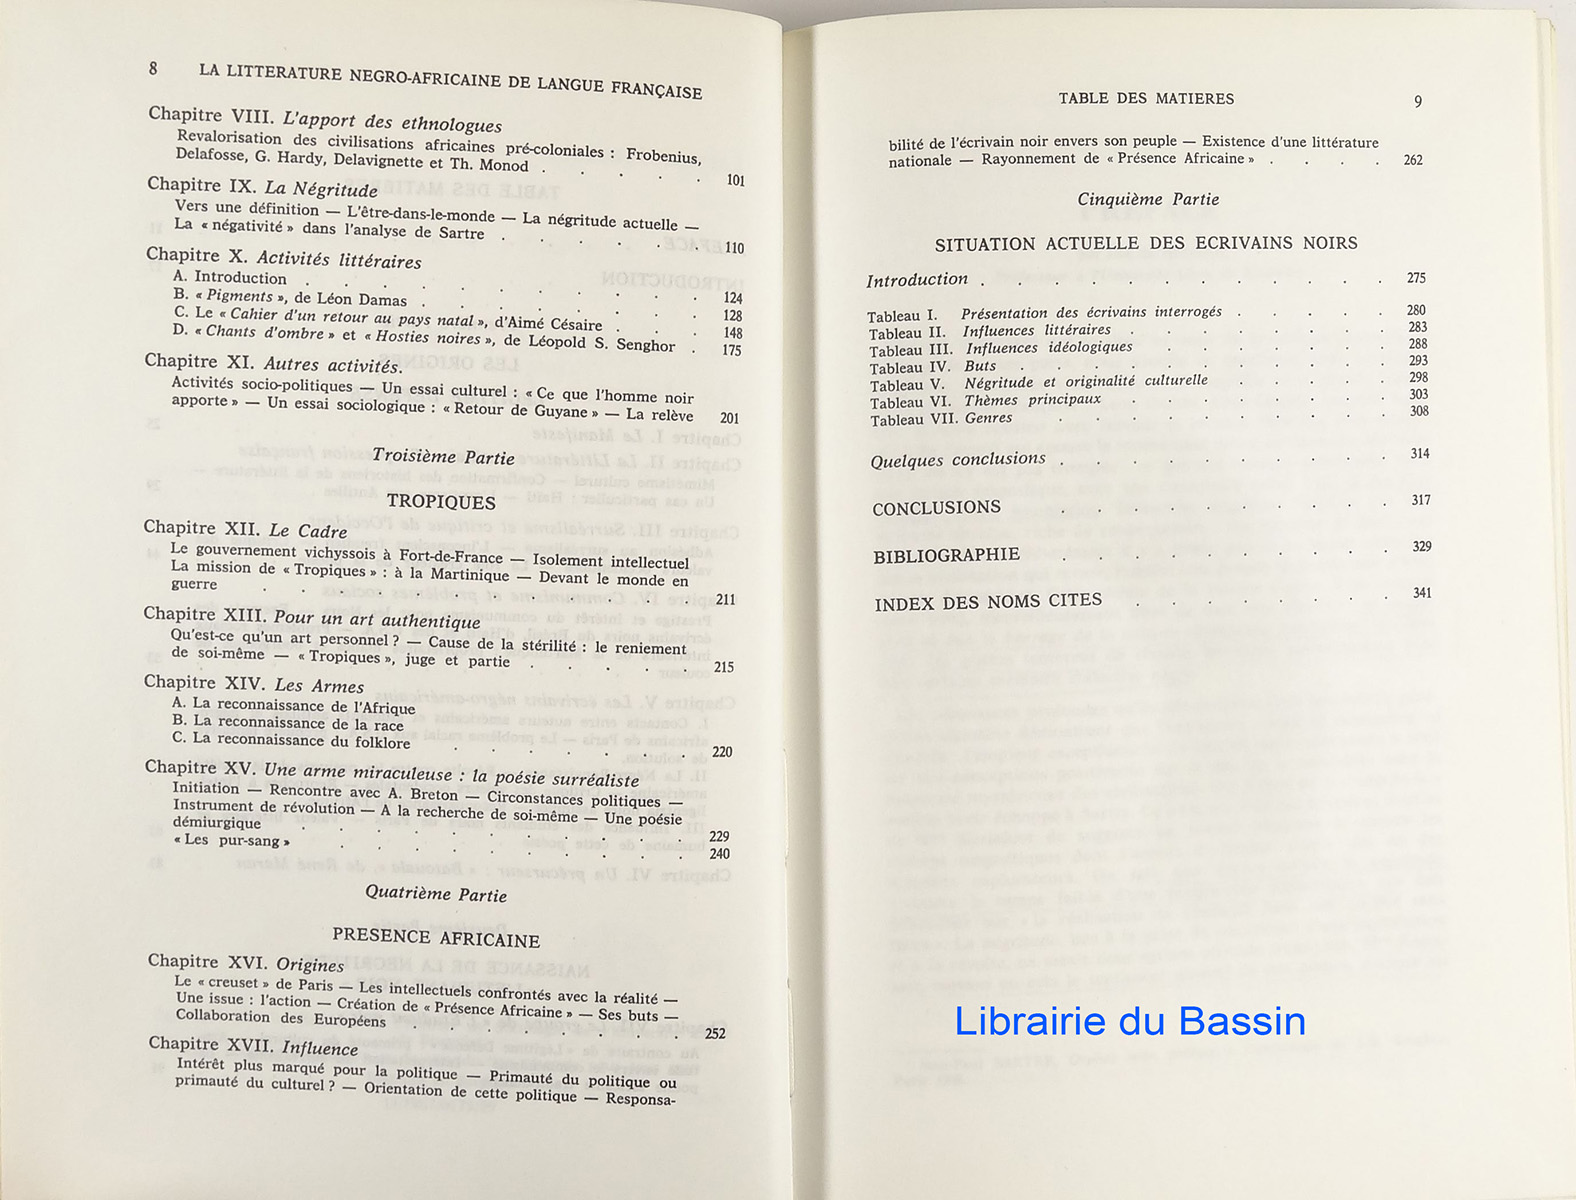 8 LA LITTERATURE NEGRO-AFRICAINE DE LANGUE FRANÇAISE
Chapitre VIII. L'apport des ethnologues
Revalorisation des civilisations africaines pré-coloniales : Frobenius,
Delafosse, G. Hardy, Delavignette et Th. Monod . . . . . 101
Chapitre IX. La Négritude
Vers une définition — L'être-dans-le-monde — La négritude actuelle —
La « négativité » dans l'analyse de Sartre . . . . . 110
Chapitre X. Activités littéraires
A. Introduction . . . . . . . . 124
B. « Pigments », de Léon Damas . . . . . . 128
C. Le « Cahier d'un retour au pays natal », d'Aimé Césaire . . . 148
D. « Chants d'ombre » et « Hosties noires », de Léopold S. Senghor . 175
Chapitre XI. Autres activités.
Activités socio-politiques — Un essai culturel : « Ce que l'homme noir
apporte » — Un essai sociologique : « Retour de Guyane » — La relève 201
Troisième Partie
TROPIQUES
Chapitre XII. Le Cadre
Le gouvernement vichyssois à Fort-de-France — Isolement intellectuel
La mission de « Tropiques » : à la Martinique — Devant le monde en
guerre . . . . . . . . 211
Chapitre XIII. Pour un art authentique
Qu'est-ce qu'un art personnel ? — Cause de la stérilité : le reniement
de soi-même — « Tropiques », juge et partie . . . . 215
Chapitre XIV. Les Armes
A. La reconnaissance de l'Afrique
B. La reconnaissance de la race
C. La reconnaissance du folklore . . . . . . 220
Chapitre XV. Une arme miraculeuse : la poésie surréaliste
Initiation — Rencontre avec A. Breton — Circonstances politiques —
Instrument de révolution — A la recherche de soi-même — Une poésie
démiurgique . . . . . . . . 229
« Les pur-sang » . . . . . . . . 240
Quatrième Partie
PRESENCE AFRICAINE
Chapitre XVI. Origines
Le « creuset » de Paris — Les intellectuels confrontés avec la réalité —
Une issue : l'action — Création de « Présence Africaine » — Ses buts —
Collaboration des Européens . . . . . . 252
Chapitre XVII. Influence
Intérêt plus marqué pour la politique — Primauté du politique ou
primauté du culturel ? — Orientation de cette politique — Responsa-
TABLE DES MATIERES 9
bilité de l'écrivain noir envers son peuple — Existence d'une littérature
nationale — Rayonnement de « Présence Africaine » . . . . 262
Cinquième Partie
SITUATION ACTUELLE DES ECRIVAINS NOIRS
Introduction . . . . . . . . . . . 275
Tableau I. Présentation des écrivains interrogés . . . . . 280
Tableau II. Influences littéraires . . . . . . . 283
Tableau III. Influences idéologiques . . . . . . 288
Tableau IV. Buts . . . . . . . . . 293
Tableau V. Négritude et originalité culturelle . . . . . 298
Tableau VI. Thèmes principaux . . . . . . . 303
Tableau VII. Genres . . . . . . . . . 308
Quelques conclusions . . . . . . . . . 314
CONCLUSIONS . . . . . . . . 317
BIBLIOGRAPHIE . . . . . . . . 329
INDEX DES NOMS CITES . . . . . . . 341
Librairie du Bassin